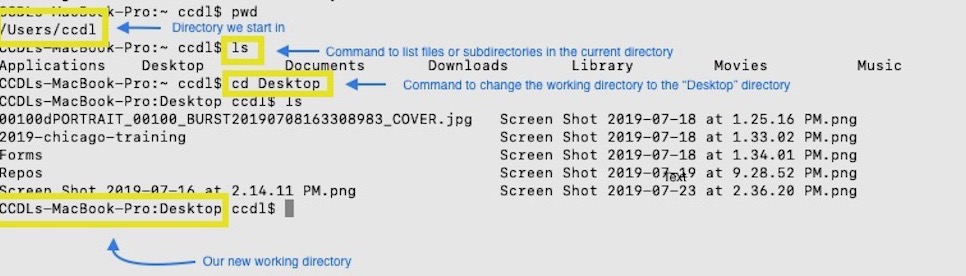 CCDLs-MacBook-Pro:~ ccdl$ pwd
/Users/ccdl Directory we start in
CCDLs-MacBook-Pro:~ ccdl$ ls Command to list files or subdirectories in the current directory
Applications Desktop Documents Downloads Library Movies Music
CCDLs-MacBook-Pro:~ ccdl$ cd Desktop Command to change the working directory to the “Desktop” directory
CCDLs-MacBook-Pro:Desktop ccdl$ ls
00100dPORTRAIT_00100_BURST20190708163308983_COVER.jpg Screen Shot 2019-07-18 at 1.25.16 PM.png
2019-chicago-training Screen Shot 2019-07-18 at 1.33.02 PM.png
Forms Screen Shot 2019-07-18 at 1.34.01 PM.png
Repos Screen Shot 2019-07-19 at 9.28.52 PM.png
Text
Screen Shot 2019-07-16 at 2.14.11 PM.png Screen Shot 2019-07-23 at 2.36.20 PM.png
CCDLs-MacBook-Pro:Desktop ccdl$
Our new working directory